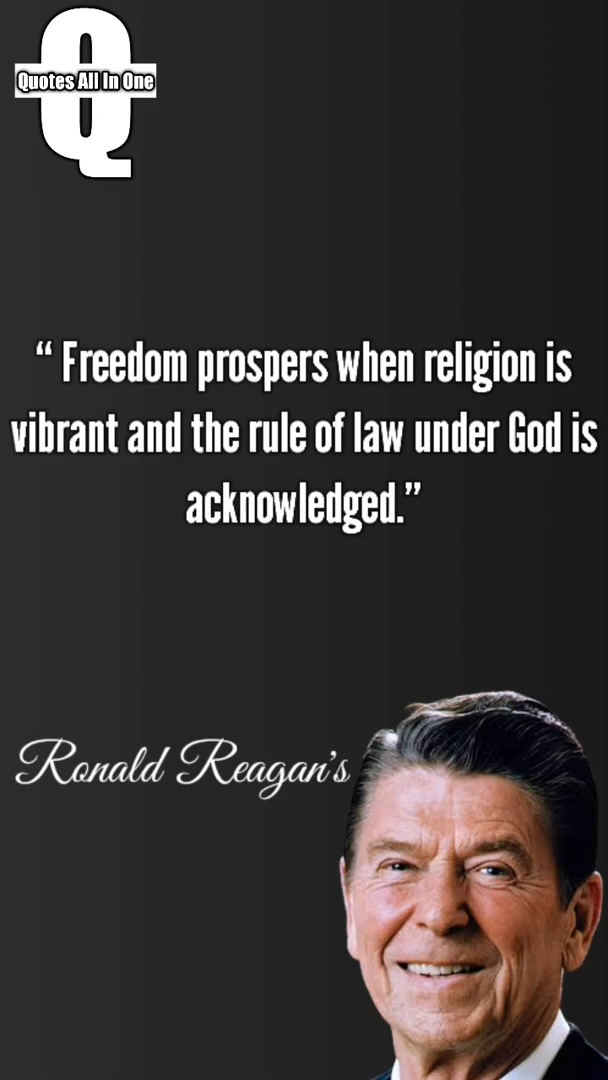 Q
Quotes All In One
“ Freedom prospers when religion is
vibrant and the rule of law under God is
acknowledged.”
Ronald Reagan’s